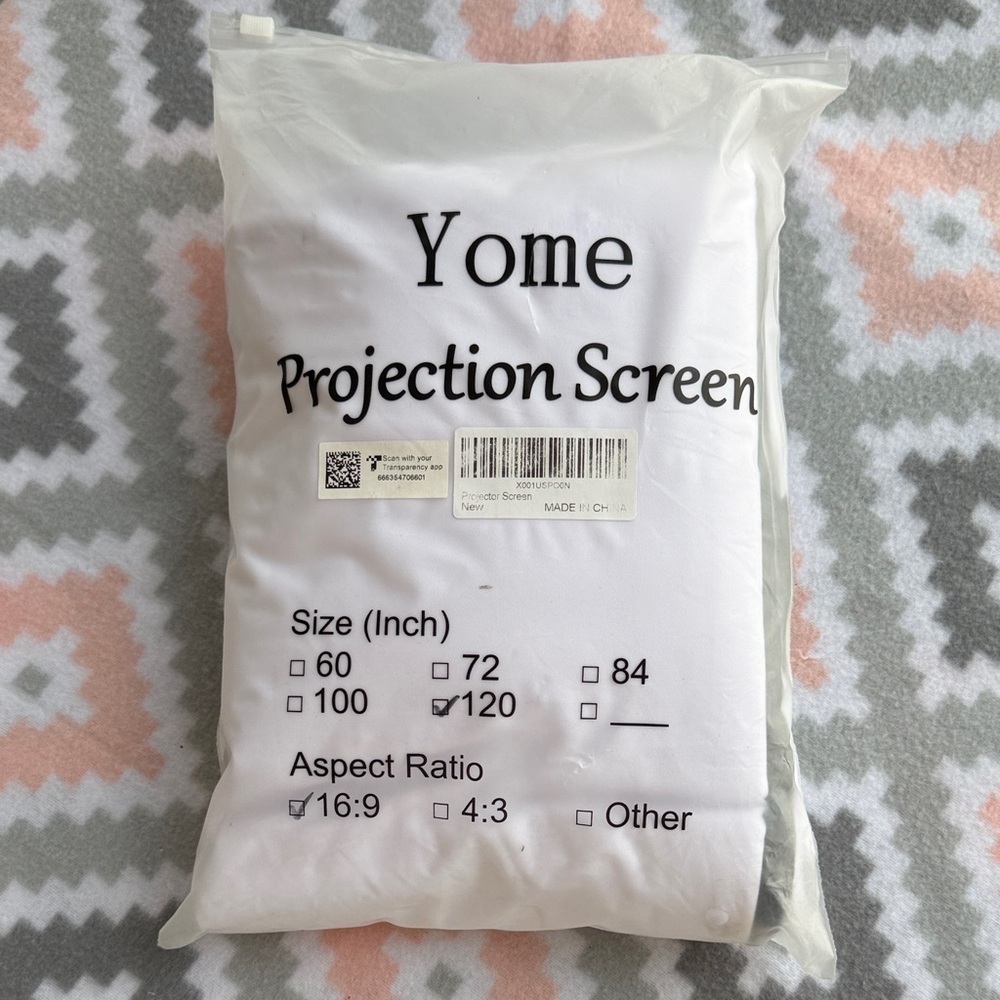 Yome
Projection Screen
Scan with your
Transparency app
666354706601
Projector Screen
New MADE IN CHINA
Size (Inch)
60 72 84
100 120
Aspect Ratio
16:9 4:3 Other